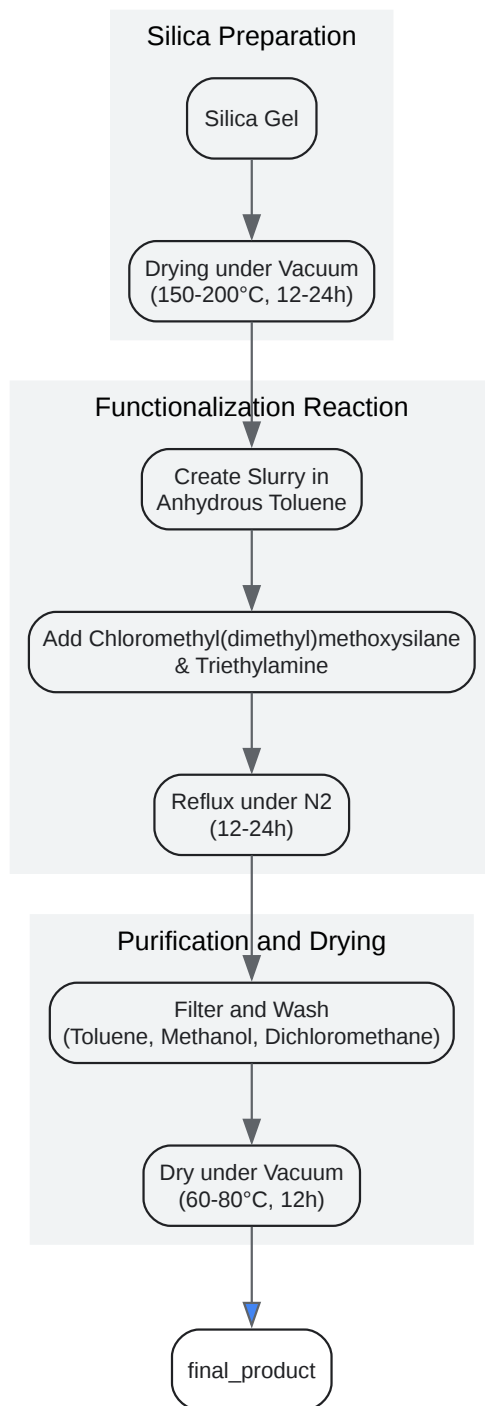 Silica Preparation
Silica Gel
Drying under Vacuum
(150-200°C, 12-24h)
Functionalization Reaction
Create Slurry in
Anhydrous Toluene
Add Chloromethyl(dimethyl)methoxysilane
& Triethylamine
Reflux under N2
(12-24h)
Purification and Drying
Filter and Wash
(Toluene, Methanol, Dichloromethane)
Dry under Vacuum
(60-80°C, 12h)
final_product